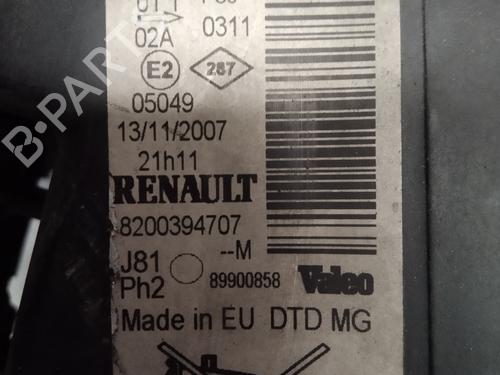 02A 0311
E2 287
05049
13/11/2007
21h11
RENAULT
8200394707
--M
J81
Ph2 89900858 Valeo
Made in EU DTD MG
B-PARTS